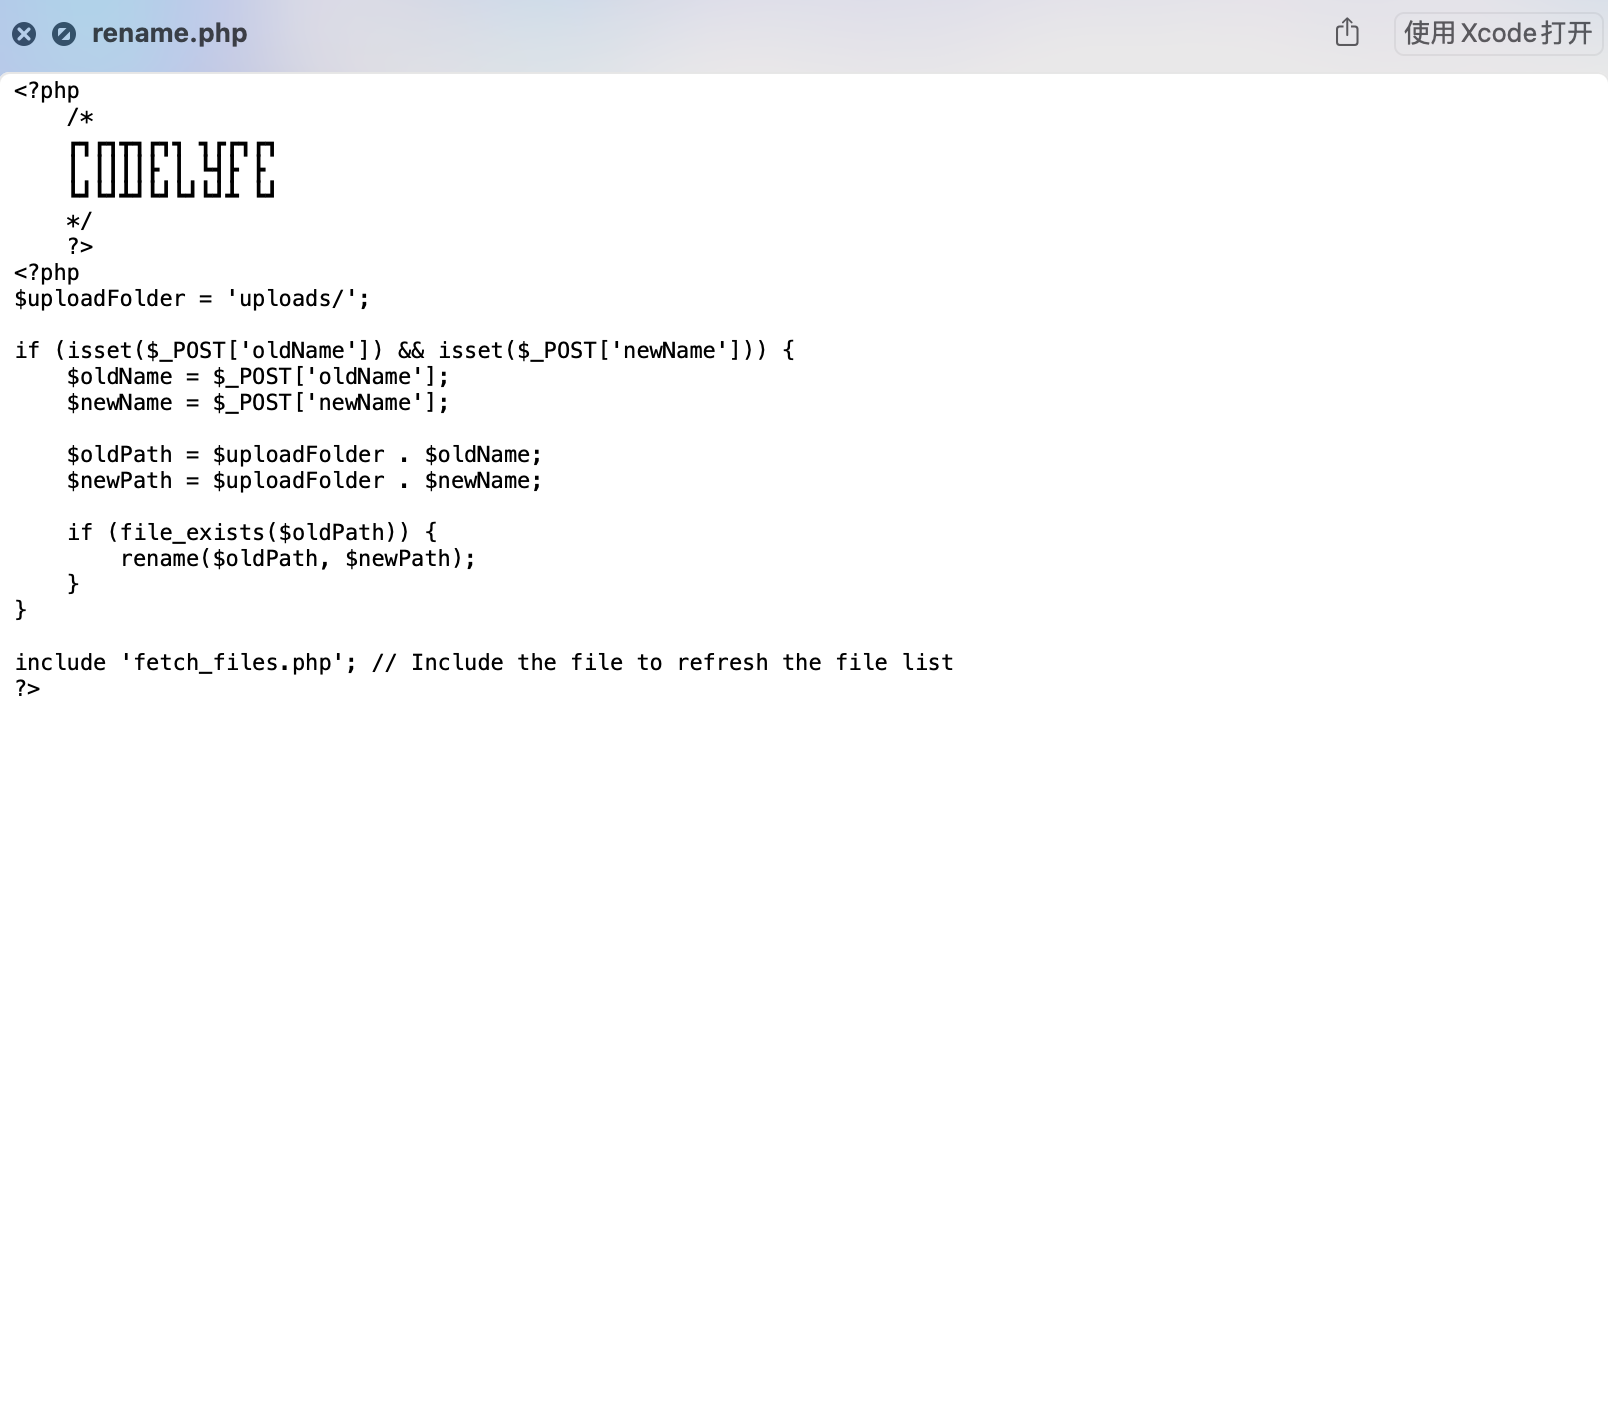 rename.php
使用 Xcode 打开
<?php
    /*
    CODELYFE
    */
    ?>
<?php
$uploadFolder = 'uploads/';

if (isset($_POST['oldName']) && isset($_POST['newName'])) {
    $oldName = $_POST['oldName'];
    $newName = $_POST['newName'];

    $oldPath = $uploadFolder . $oldName;
    $newPath = $uploadFolder . $newName;

    if (file_exists($oldPath)) {
        rename($oldPath, $newPath);
    }
}

include 'fetch_files.php'; // Include the file to refresh the file list
?>